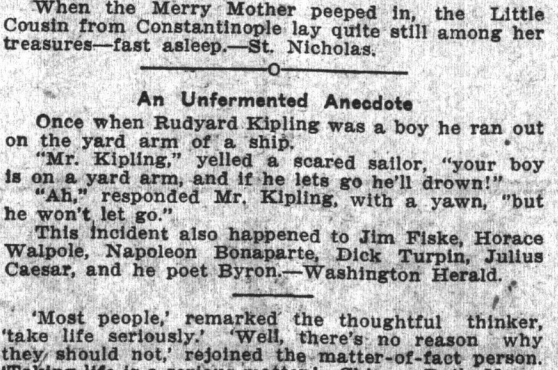 When the Merry Mother peeped in, the Little
Cousin from Constantinople lay quite still among her
treasures—fast asleep.—St. Nicholas.
An Unfermented Anecdote
Once when Rudyard Kipling was a boy he ran out
on the yard arm of a ship.
"Mr. Kipling," yelled a scared sailor, "your boy
is on a yard arm, and if he lets go he'll drown!"
"Ah," responded Mr. Kipling, with a yawn, "but
he won't let go."
This incident also happened to Jim Fiske, Horace
Walpole, Napoleon Bonaparte, Dick Turpin, Julius
Caesar, and he poet Byron.—Washington Herald.
'Most people,' remarked the thoughtful thinker,
'take life seriously.' 'Well, there's no reason why
they should not,' rejoined the matter-of-fact person.